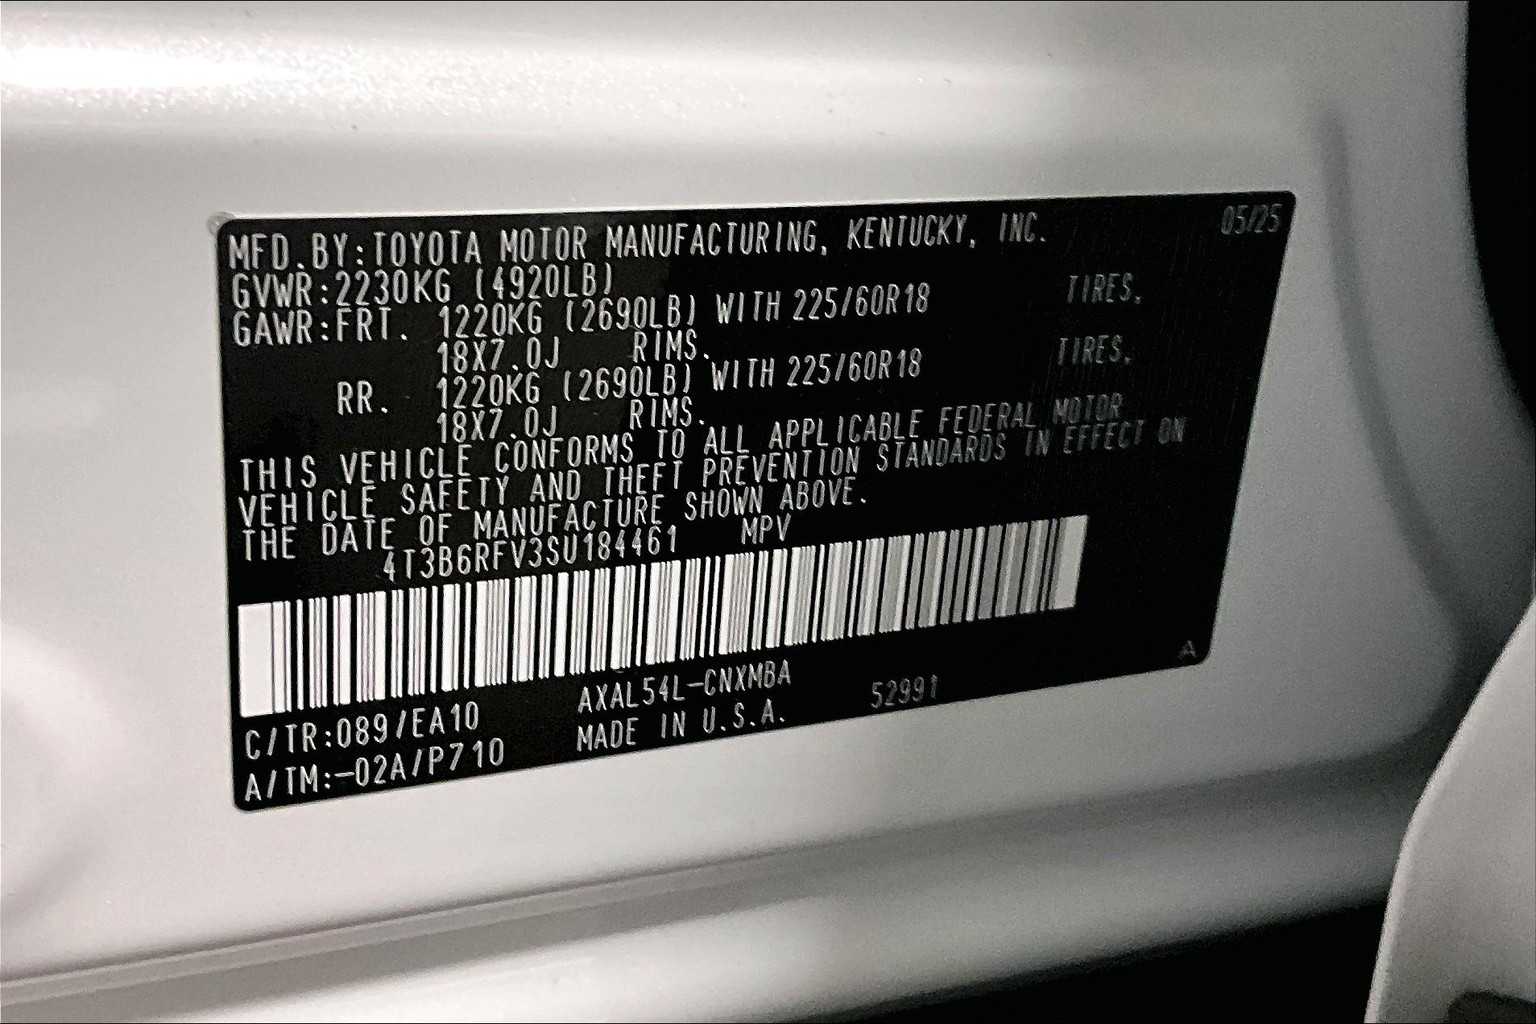 MFD.BY:TOYOTA MOTOR MANUFACTURING, KENTUCKY, INC. 05/25
GVWR:2230KG (4920LB)
GAWR:FRT. 1220KG (2690LB) WITH 225/60R18 TIRES,
18X7.0J RIMS.
RR. 1220KG (2690LB) WITH 225/60R18 TIRES,
18X7.0J RIMS.
THIS VEHICLE CONFORMS TO ALL APPLICABLE FEDERAL MOTOR
VEHICLE SAFETY AND THEFT PREVENTION STANDARDS IN EFFECT ON
THE DATE OF MANUFACTURE SHOWN ABOVE.
4T3B6RFV3SU184461 MPV
A
C/TR:089/EA10 AXAL54L-CNXMBA 52991
A/TM:-02A/P710 MADE IN U.S.A.